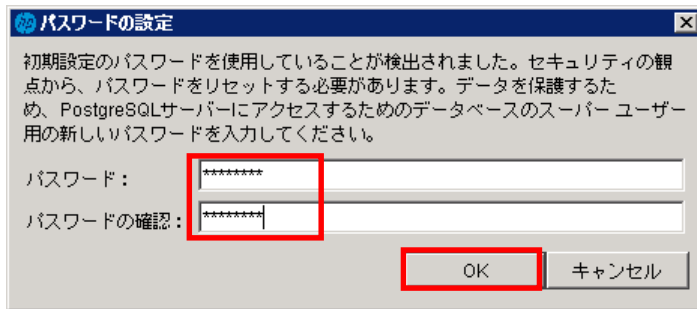 パスワードの設定
初期設定のパスワードを使用していることが検出されました。セキュリティの観
点から、パスワードをリセットする必要があります。データを保護するた
め、PostgreSQLサーバーにアクセスするためのデータベースのスーパー ユーザー
用の新しいパスワードを入力してください。
パスワード： ********
パスワードの確認： ********
OK キャンセル